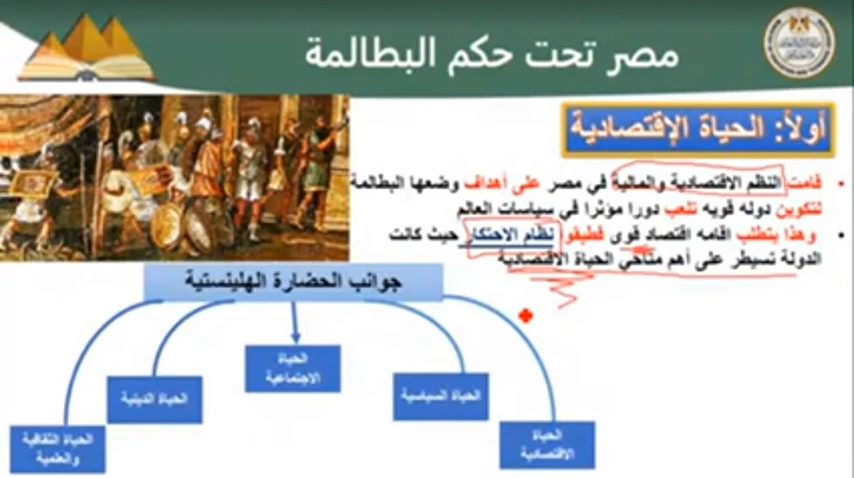 مصر تحت حكم البطالمة
أولاً: الحياة الإقتصادية
• قامت النظم الاقتصادية والمالية في مصر على أهداف وضعها البطالمة
لتكوين دوله قويه تلعب دورا مؤثرا في سياسات العالم
• وهذا يتطلب اقامه اقتصاد قوى فطبقو نظام الاحتكار حيث كانت
الدولة تسيطر على أهم مناحي الحياة الاقتصادية
جوانب الحضارة الهلينستية
الحياة
الاقتصادية
الحياة السياسية
الحياة
الاجتماعية
الحياة الدينية
الحياة الثقافية
والعلمية